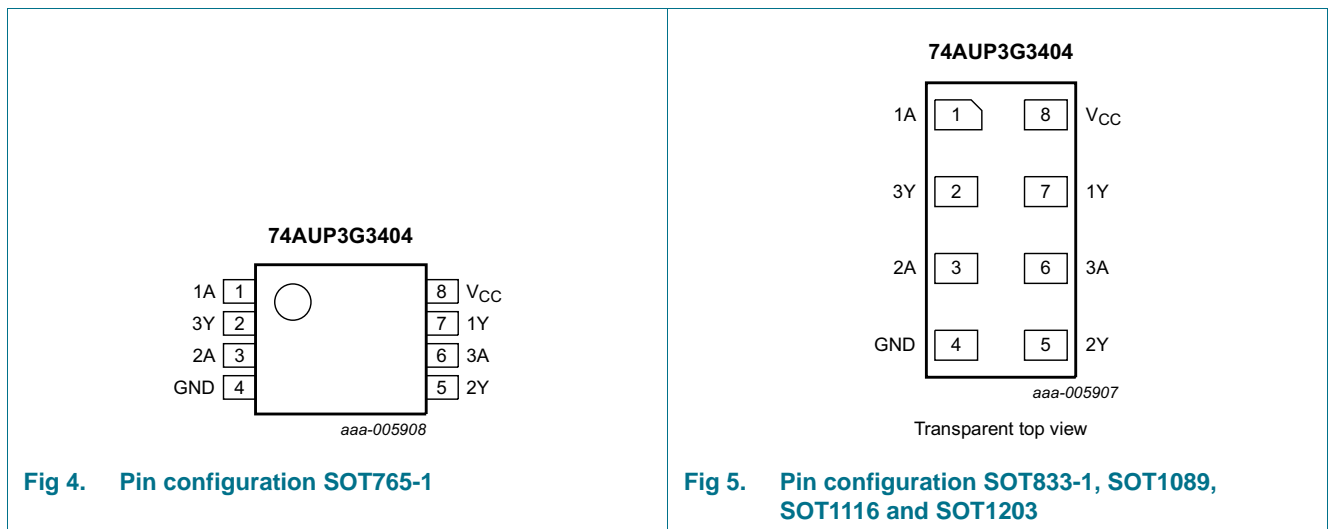 74AUP3G3404
1A 1 8 VCC
3Y 2 7 1Y
2A 3 6 3A
GND 4 5 2Y
aaa-005908
Fig 4. Pin configuration SOT765-1
74AUP3G3404
1A 1 8 VCC
3Y 2 7 1Y
2A 3 6 3A
GND 4 5 2Y
aaa-005907
Transparent top view
Fig 5. Pin configuration SOT833-1, SOT1089,
SOT1116 and SOT1203